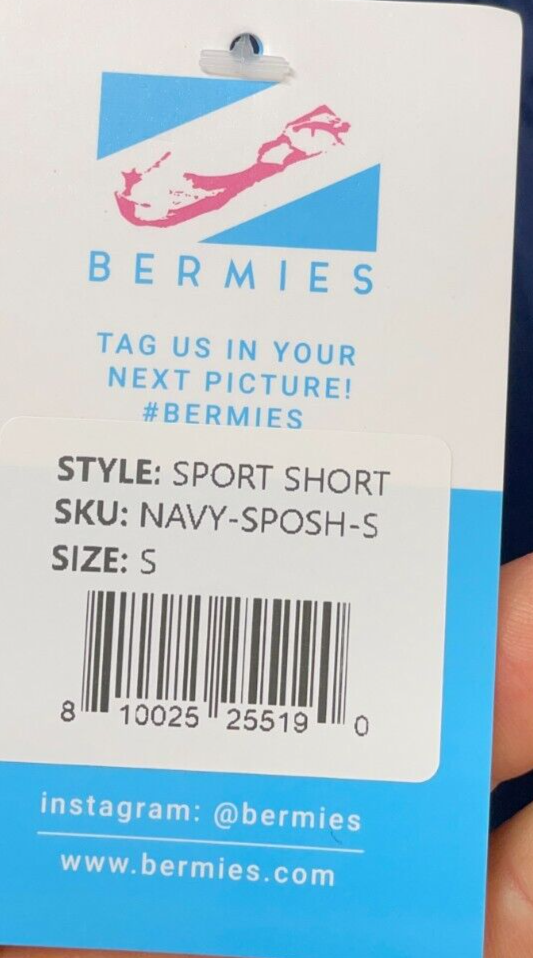 BERMIES
TAG US IN YOUR
NEXT PICTURE!
#BERMIES
STYLE: SPORT SHORT
SKU: NAVY-SPOSH-S
SIZE: S
8 10025 25519 0
instagram: @bermies
www.bermies.com